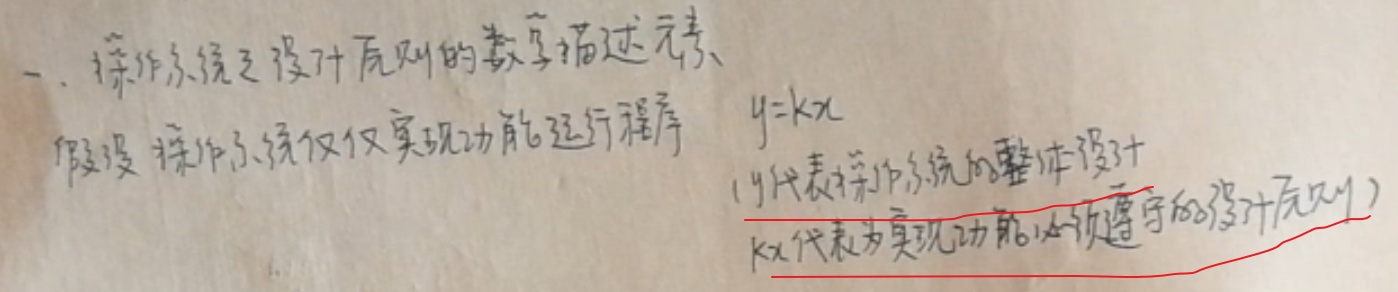 一、操作系统之设计原则的数学描述元素、
假设操作系统仅仅实现功能运行程序
y=kx
(y代表操作系统的整体设计
kx代表为实现功能必须遵守的设计原则)